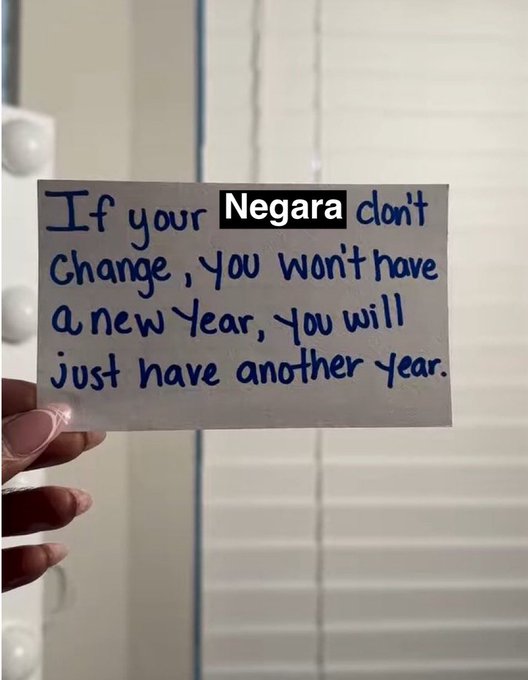 If your Negara don't
Change, you won't have
a new Year, you will
just have another year.